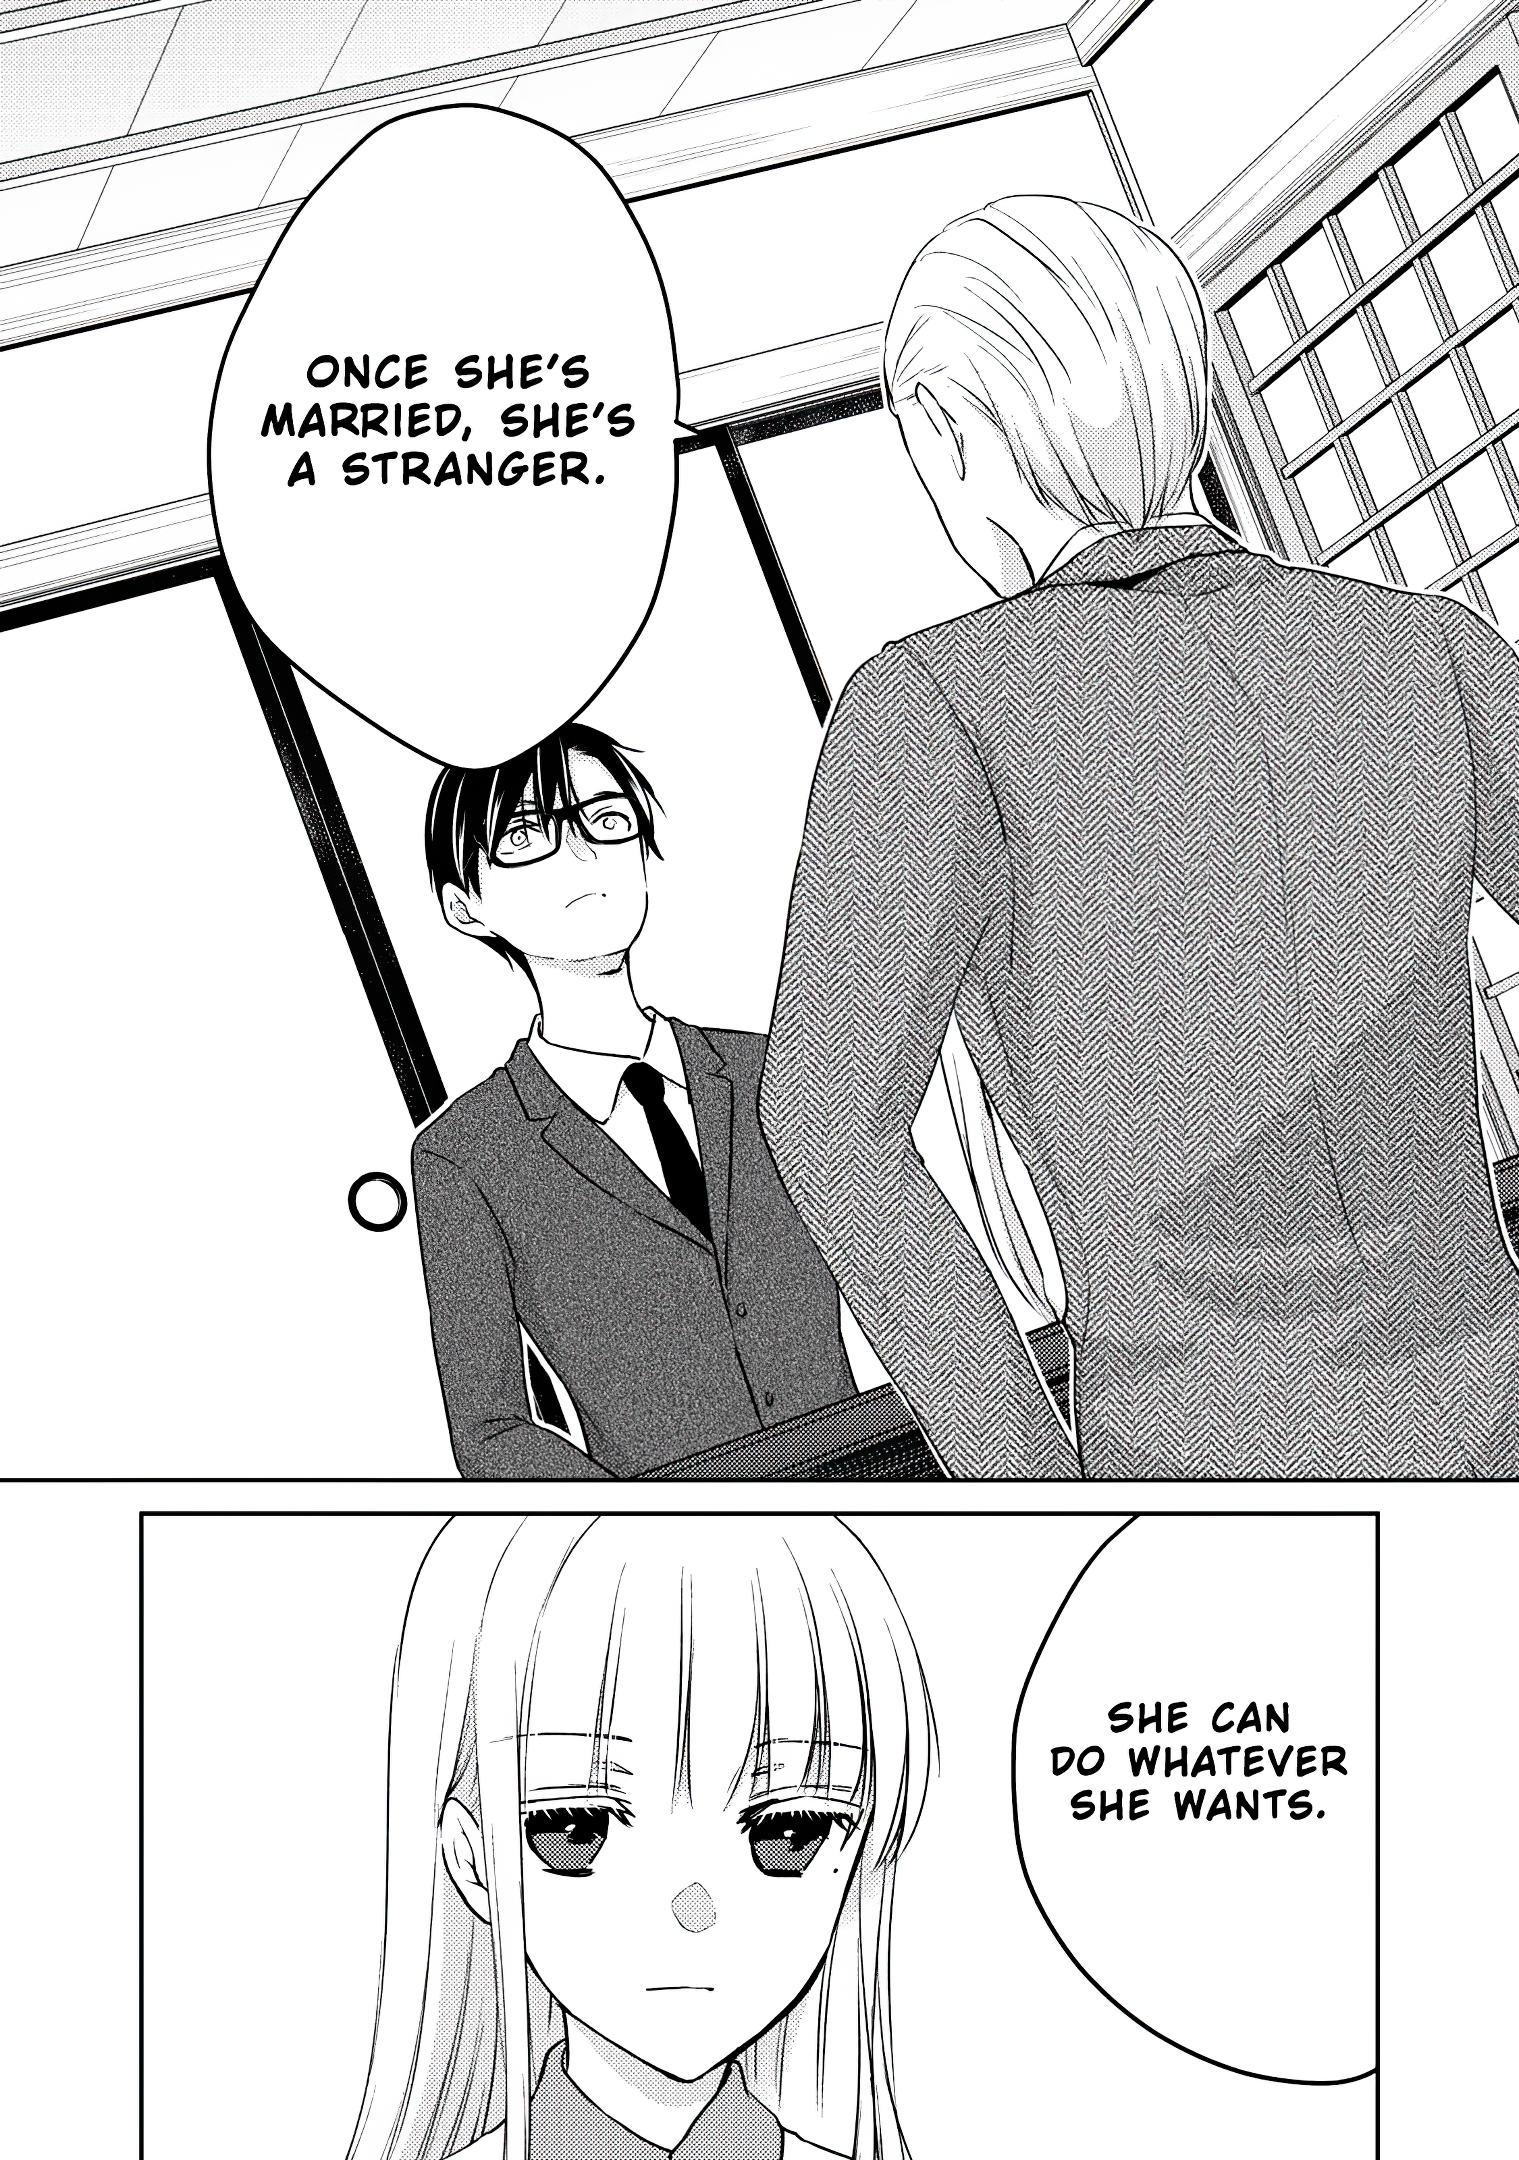 ONCE SHE'S
MARRIED, SHE'S
A STRANGER.
SHE CAN
DO WHATEVER
SHE WANTS.